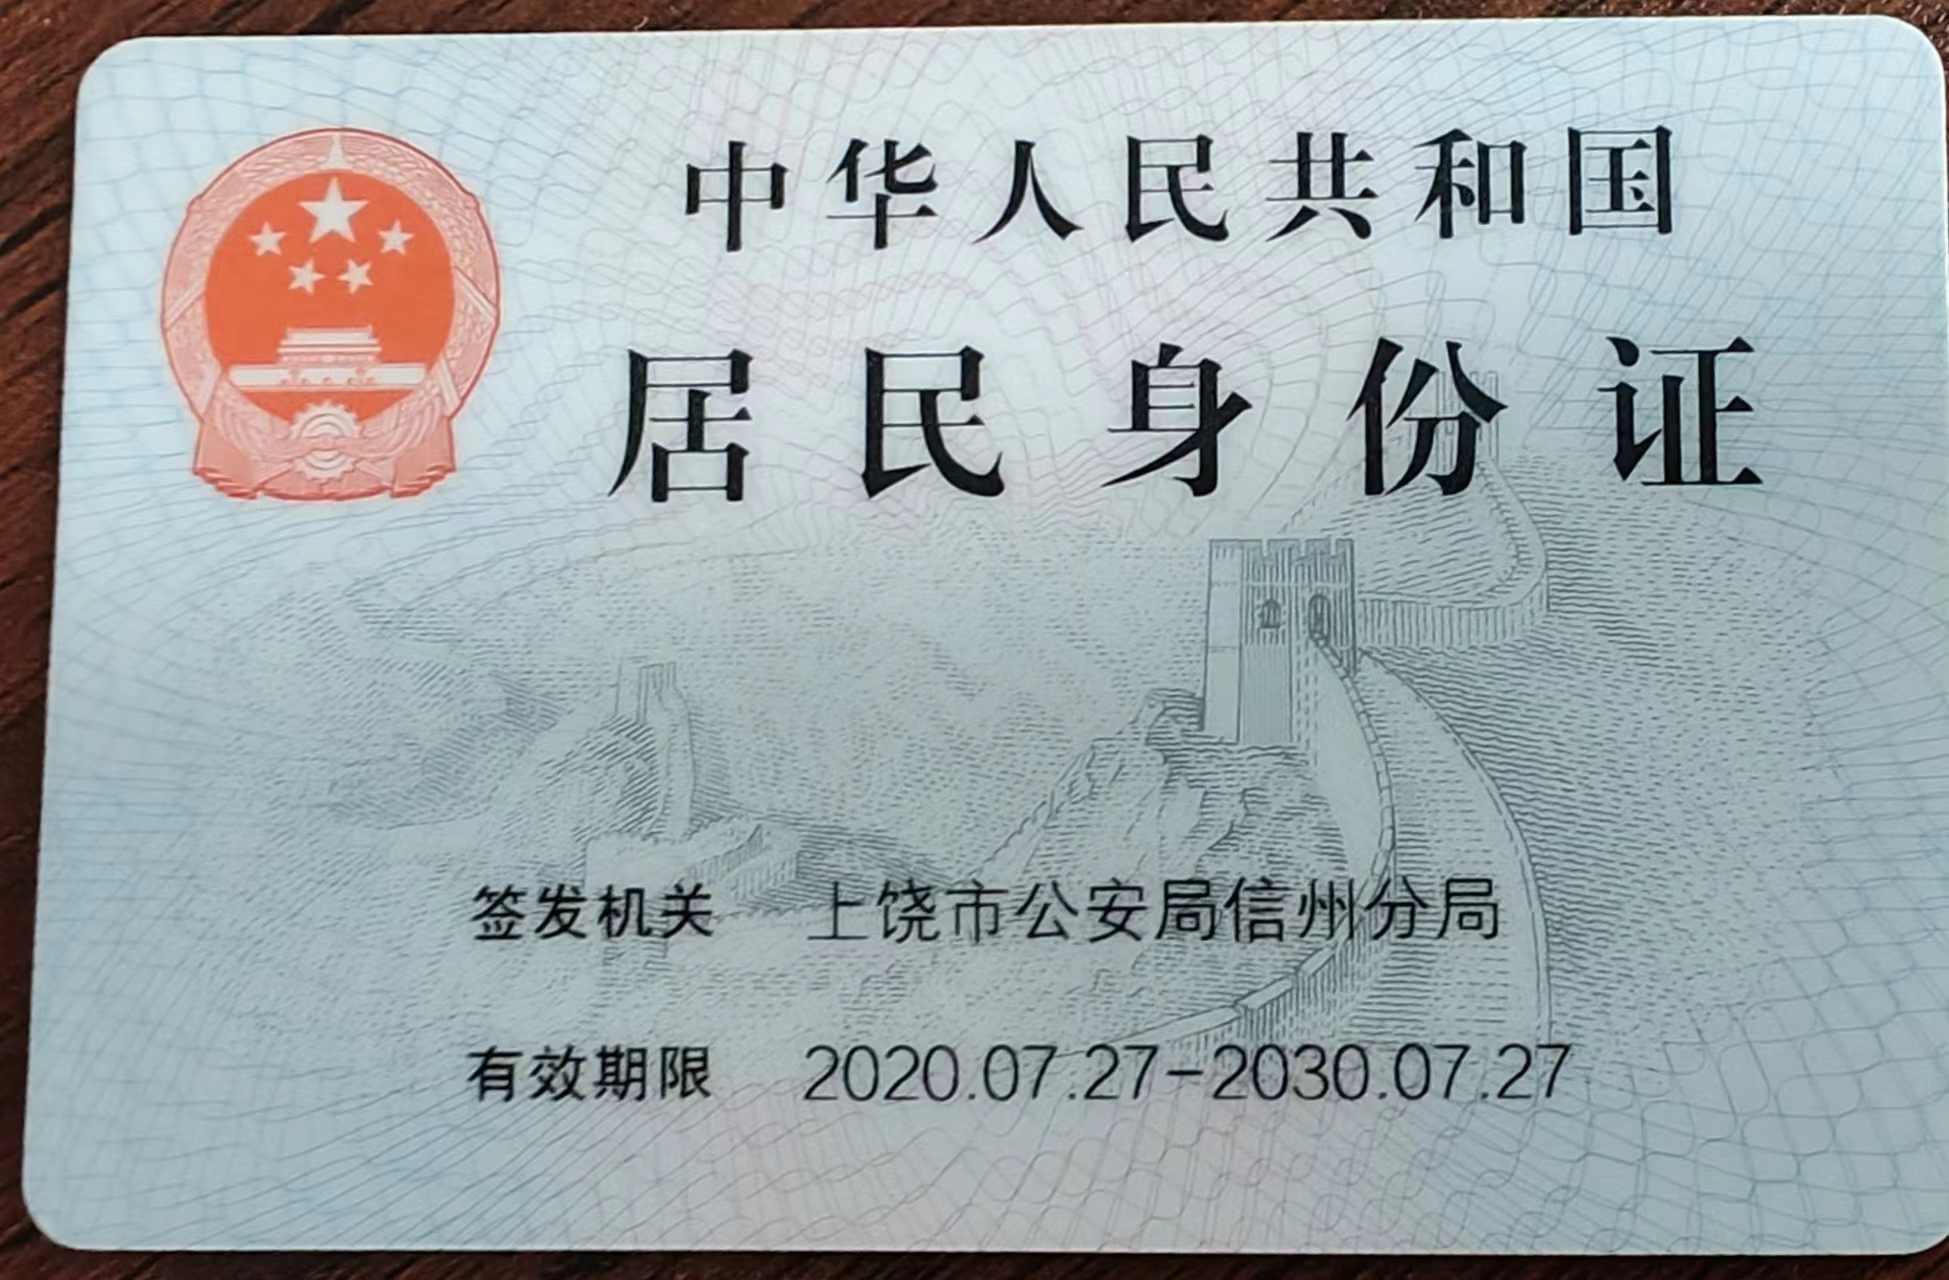 中华人民共和国
居民身份证
签发机关 上饶市公安局信州分局
有效期限 2020.07.27-2030.07.27